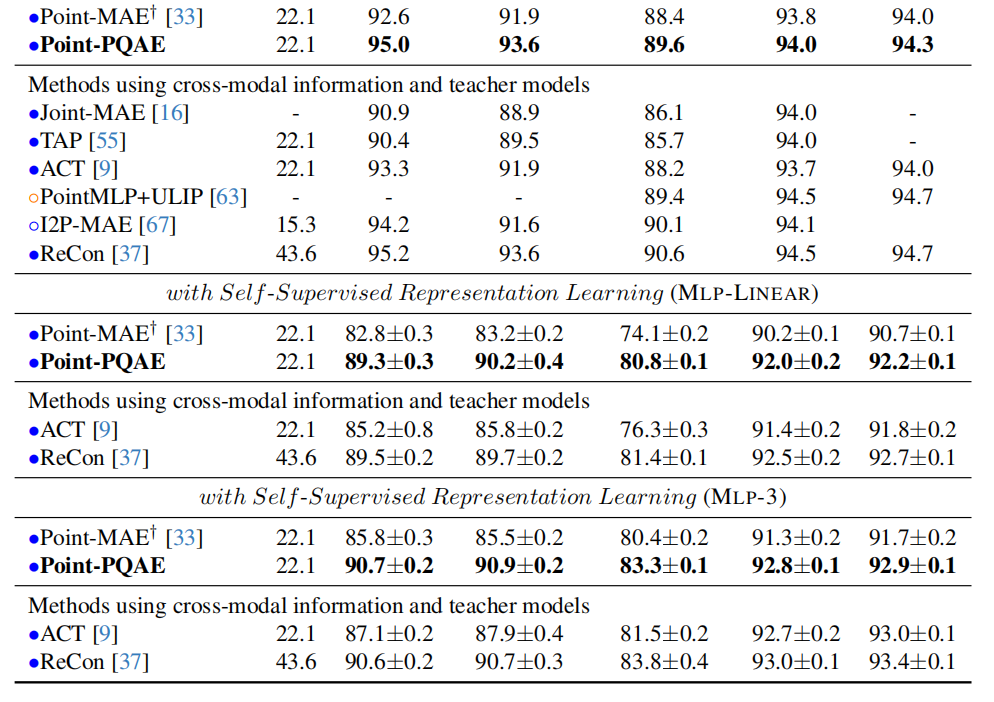 ●Point-MAE† [33] 22.1 92.6 91.9 88.4 93.8 94.0
●Point-PQAE 22.1 95.0 93.6 89.6 94.0 94.3
Methods using cross-modal information and teacher models
●Joint-MAE [16] - 90.9 88.9 86.1 94.0 -
●TAP [55] 22.1 90.4 89.5 85.7 94.0 -
●ACT [9] 22.1 93.3 91.9 88.2 93.7 94.0
○PointMLP+ULIP [63] - - - 89.4 94.5 94.7
○I2P-MAE [67] 15.3 94.2 91.6 90.1 94.1
●ReCon [37] 43.6 95.2 93.6 90.6 94.5 94.7
with Self-Supervised Representation Learning (MLP-LINEAR)
●Point-MAE† [33] 22.1 82.8±0.3 83.2±0.2 74.1±0.2 90.2±0.1 90.7±0.1
●Point-PQAE 22.1 89.3±0.3 90.2±0.4 80.8±0.1 92.0±0.2 92.2±0.1
Methods using cross-modal information and teacher models
●ACT [9] 22.1 85.2±0.8 85.8±0.2 76.3±0.3 91.4±0.2 91.8±0.2
●ReCon [37] 43.6 89.5±0.2 89.7±0.2 81.4±0.1 92.5±0.2 92.7±0.1
with Self-Supervised Representation Learning (MLP-3)
●Point-MAE† [33] 22.1 85.8±0.3 85.5±0.2 80.4±0.2 91.3±0.2 91.7±0.2
●Point-PQAE 22.1 90.7±0.2 90.9±0.2 83.3±0.1 92.8±0.1 92.9±0.1
Methods using cross-modal information and teacher models
●ACT [9] 22.1 87.1±0.2 87.9±0.4 81.5±0.2 92.7±0.2 93.0±0.1
●ReCon [37] 43.6 90.6±0.2 90.7±0.3 83.8±0.4 93.0±0.1 93.4±0.1